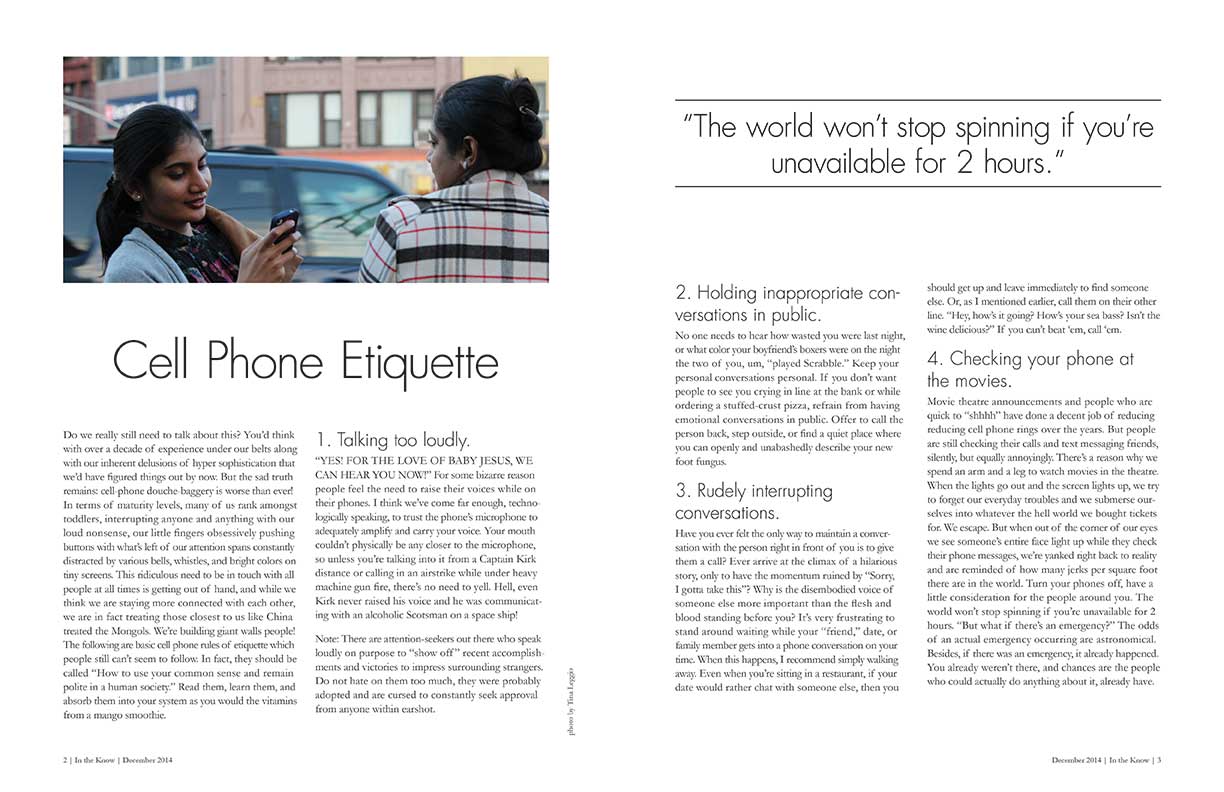 Cell Phone Etiquette
Do we really still need to talk about this? You’d think
with over a decade of experience under our belts along
with our inherent delusions of hyper sophistication that
we’d have figured things out by now. But the sad truth
remains: cell-phone douche-baggery is worse than ever!
In terms of maturity levels, many of us rank amongst
toddlers, interrupting anyone and anything with our
loud nonsense, our little fingers obsessively pushing
buttons with what’s left of our attention spans constantly
distracted by various bells, whistles, and bright colors on
tiny screens. This ridiculous need to be in touch with all
people at all times is getting out of hand, and while we
think we are staying more connected with each other,
we are in fact treating those closest to us like China
treated the Mongols. We’re building giant walls people!
The following are basic cell phone rules of etiquette which
people still can’t seem to follow. In fact, they should be
called “How to use your common sense and remain
polite in a human society.” Read them, learn them, and
absorb them into your system as you would the vitamins
from a mango smoothie.
1. Talking too loudly.
“YES! FOR THE LOVE OF BABY JESUS, WE
CAN HEAR YOU NOW!” For some bizarre reason
people feel the need to raise their voices while on
their phones. I think we’ve come far enough, techno-
logically speaking, to trust the phone’s microphone to
adequately amplify and carry your voice. Your mouth
couldn’t physically be any closer to the microphone,
so unless you’re talking into it from a Captain Kirk
distance or calling in an airstrike while under heavy
machine gun fire, there’s no need to yell. Hell, even
Kirk never raised his voice and he was communicat-
ing with an alcoholic Scotsman on a space ship!
Note: There are attention-seekers out there who speak
loudly on purpose to “show off” recent accomplish-
ments and victories to impress surrounding strangers.
Do not hate on them too much, they were probably
adopted and are cursed to constantly seek approval
from anyone within earshot.
photo by Tina Leggio
2 | In the Know | December 2014
“The world won’t stop spinning if you’re
unavailable for 2 hours.”
2. Holding inappropriate con-
versations in public.
No one needs to hear how wasted you were last night,
or what color your boyfriend’s boxers were on the night
the two of you, um, “played Scrabble.” Keep your
personal conversations personal. If you don’t want
people to see you crying in line at the bank or while
ordering a stuffed-crust pizza, refrain from having
emotional conversations in public. Offer to call the
person back, step outside, or find a quiet place where
you can openly and unabashedly describe your new
foot fungus.
3. Rudely interrupting
conversations.
Have you ever felt the only way to maintain a conver-
sation with the person right in front of you is to give
them a call? Ever arrive at the climax of a hilarious
story, only to have the momentum ruined by “Sorry,
I gotta take this”? Why is the disembodied voice of
someone else more important than the flesh and
blood standing before you? It’s very frustrating to
stand around waiting while your “friend,” date, or
family member gets into a phone conversation on your
time. When this happens, I recommend simply walking
away. Even when you’re sitting in a restaurant, if your
date would rather chat with someone else, then you
should get up and leave immediately to find someone
else. Or, as I mentioned earlier, call them on their other
line. “Hey, how’s it going? How’s your sea bass? Isn’t the
wine delicious?” If you can’t beat ‘em, call ‘em.
4. Checking your phone at
the movies.
Movie theatre announcements and people who are
quick to “shhhh” have done a decent job of reducing
reducing cell phone rings over the years. But people
are still checking their calls and text messaging friends,
silently, but equally annoyingly. There’s a reason why we
spend an arm and a leg to watch movies in the theatre.
When the lights go out and the screen lights up, we try
to forget our everyday troubles and we submerse our-
selves into whatever the hell world we bought tickets
for. We escape. But when out of the corner of our eyes
we see someone’s entire face light up while they check
their phone messages, we’re yanked right back to reality
and are reminded of how many jerks per square foot
there are in the world. Turn your phones off, have a
little consideration for the people around you. The
world won’t stop spinning if you’re unavailable for 2
hours. “But what if there’s an emergency?” The odds
of an actual emergency occurring are astronomical.
Besides, if there was an emergency, it already happened.
You already weren’t there, and chances are the people
who could actually do anything about it, already have.
December 2014 | In the Know | 3